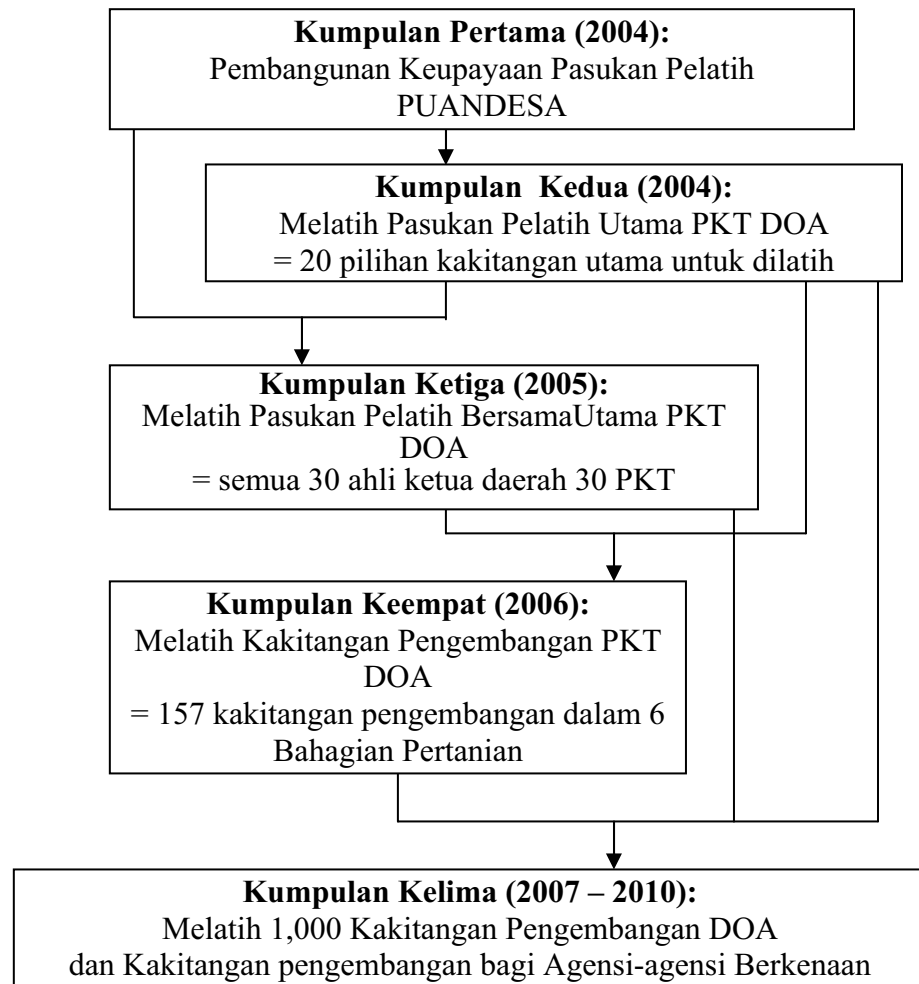 Kumpulan Pertama (2004):
Pembangunan Keupayaan Pasukan Pelatih
PUANDESA
Kumpulan Kedua (2004):
Melatih Pasukan Pelatih Utama PKT DOA
= 20 pilihan kakitangan utama untuk dilatih
Kumpulan Ketiga (2005):
Melatih Pasukan Pelatih BersamaUtama PKT
DOA
= semua 30 ahli ketua daerah 30 PKT
Kumpulan Keempat (2006):
Melatih Kakitangan Pengembangan PKT
DOA
= 157 kakitangan pengembangan dalam 6
Bahagian Pertanian
Kumpulan Kelima (2007 – 2010):
Melatih 1,000 Kakitangan Pengembangan DOA
dan Kakitangan pengembangan bagi Agensi-agensi Berkenaan